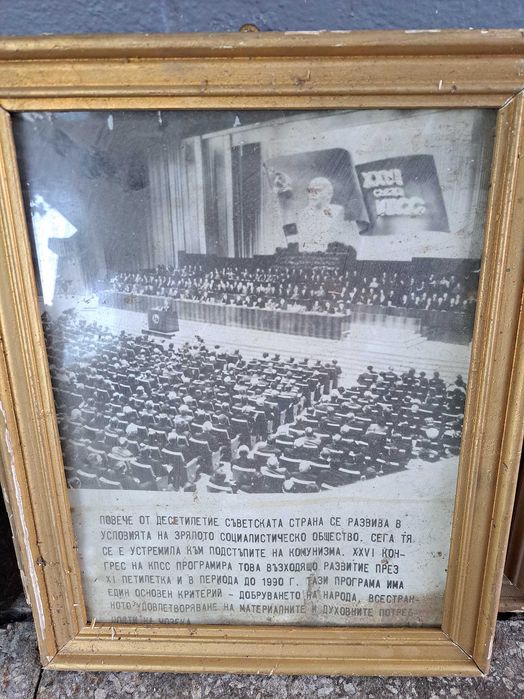 XXVI
СЪЕЗД
КПСС
ПОВЕЧЕ ОТ ДЕСЕТИЛЕТИЕ СЪВЕТСКАТА СТРАНА СЕ РАЗВИВА В
УСЛОВИЯТА НА ЗРЯЛОТО СОЦИАЛИСТИЧЕСКО ОБЩЕСТВО. СЕГА ТЯ
СЕ Е УСТРЕМИЛА КЪМ ПОДСТЪПИТЕ НА КОМУНИЗМА. XXVI КОН-
ГРЕС НА КПСС ПРОГРАМИРА ТОВА ВЪЗХОДЯЩО РАЗВИТИЕ ПРЕЗ
XI ПЕТИЛЕТКА И В ПЕРИОДА ДО 1990 Г. ТАЗИ ПРОГРАМА ИМА
ЕДИН ОСНОВЕН КРИТЕРИЙ - ДОБРУВАНЕТО НА НАРОДА, ВСЕСТРАН-
НОТО УДОВЛЕТВОРЯВАНЕ НА МАТЕРИАЛНИТЕ И ДУХОВНИТЕ ПОТРЕБ-
НОСТИ НА ЧОВЕКА.